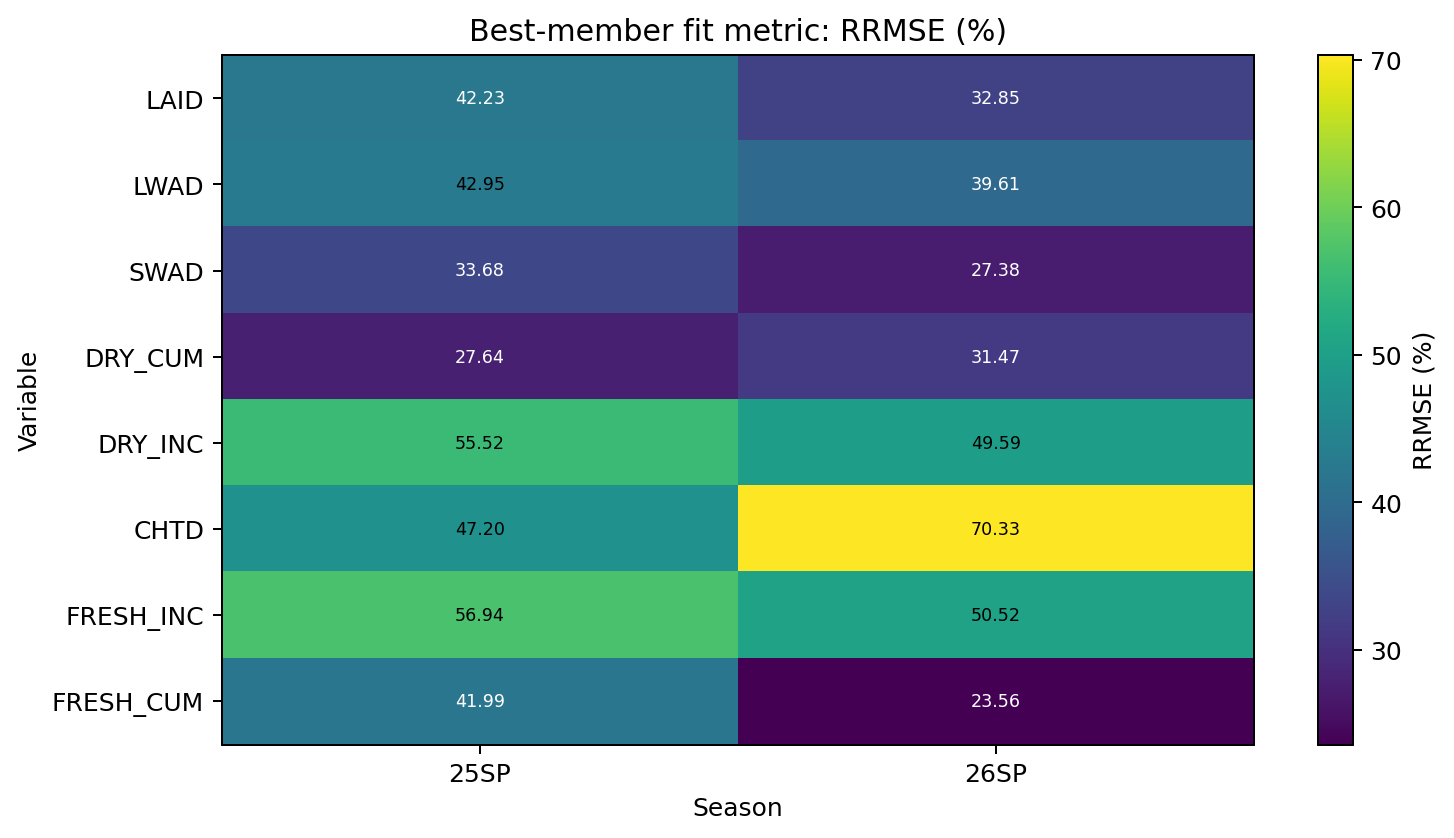 Best-member fit metric: RRMSE (%)
LAID 42.23 32.85
LWAD 42.95 39.61
SWAD 33.68 27.38
DRY_CUM 27.64 31.47
DRY_INC 55.52 49.59
CHTD 47.20 70.33
FRESH_INC 56.94 50.52
FRESH_CUM 41.99 23.56
25SP 26SP
Season
Variable
70
60
50
40
30
RRMSE (%)